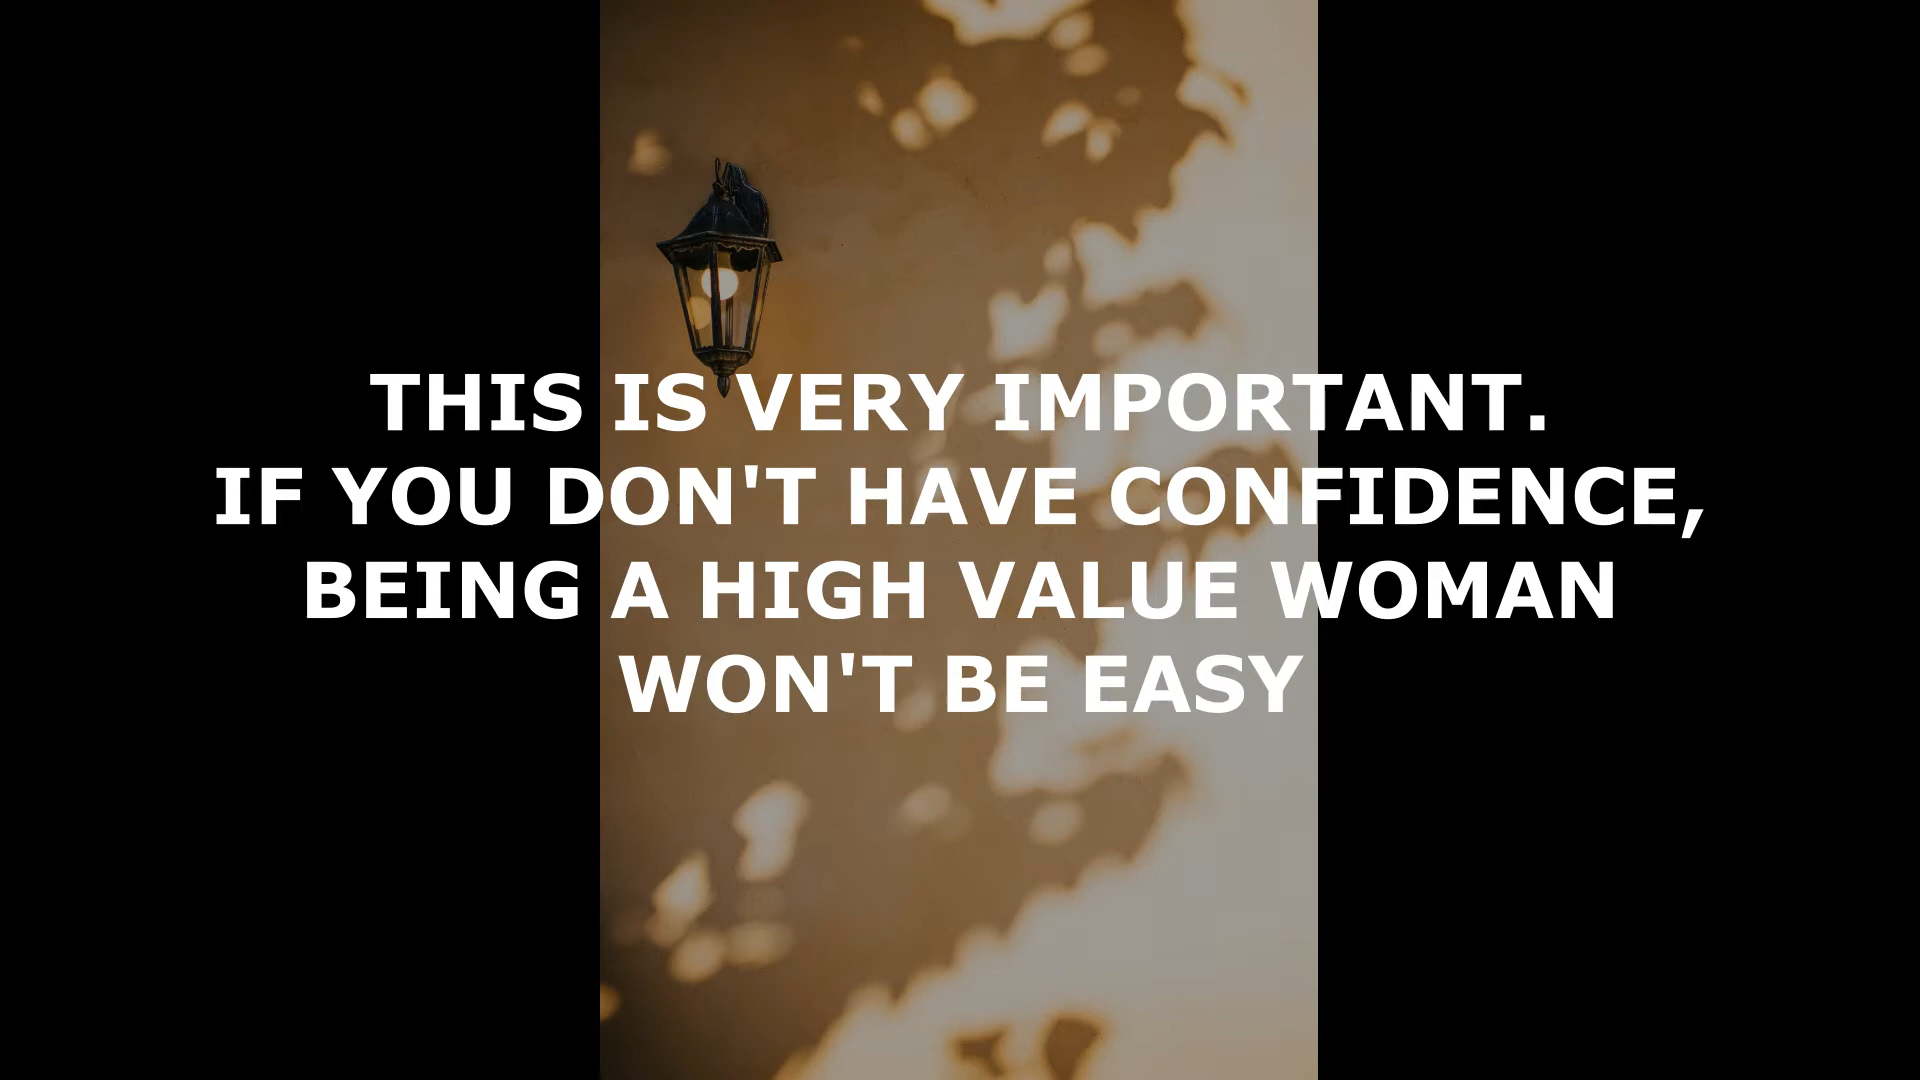 THIS IS VERY IMPORTANT.
IF YOU DON'T HAVE CONFIDENCE,
BEING A HIGH VALUE WOMAN
WON'T BE EASY